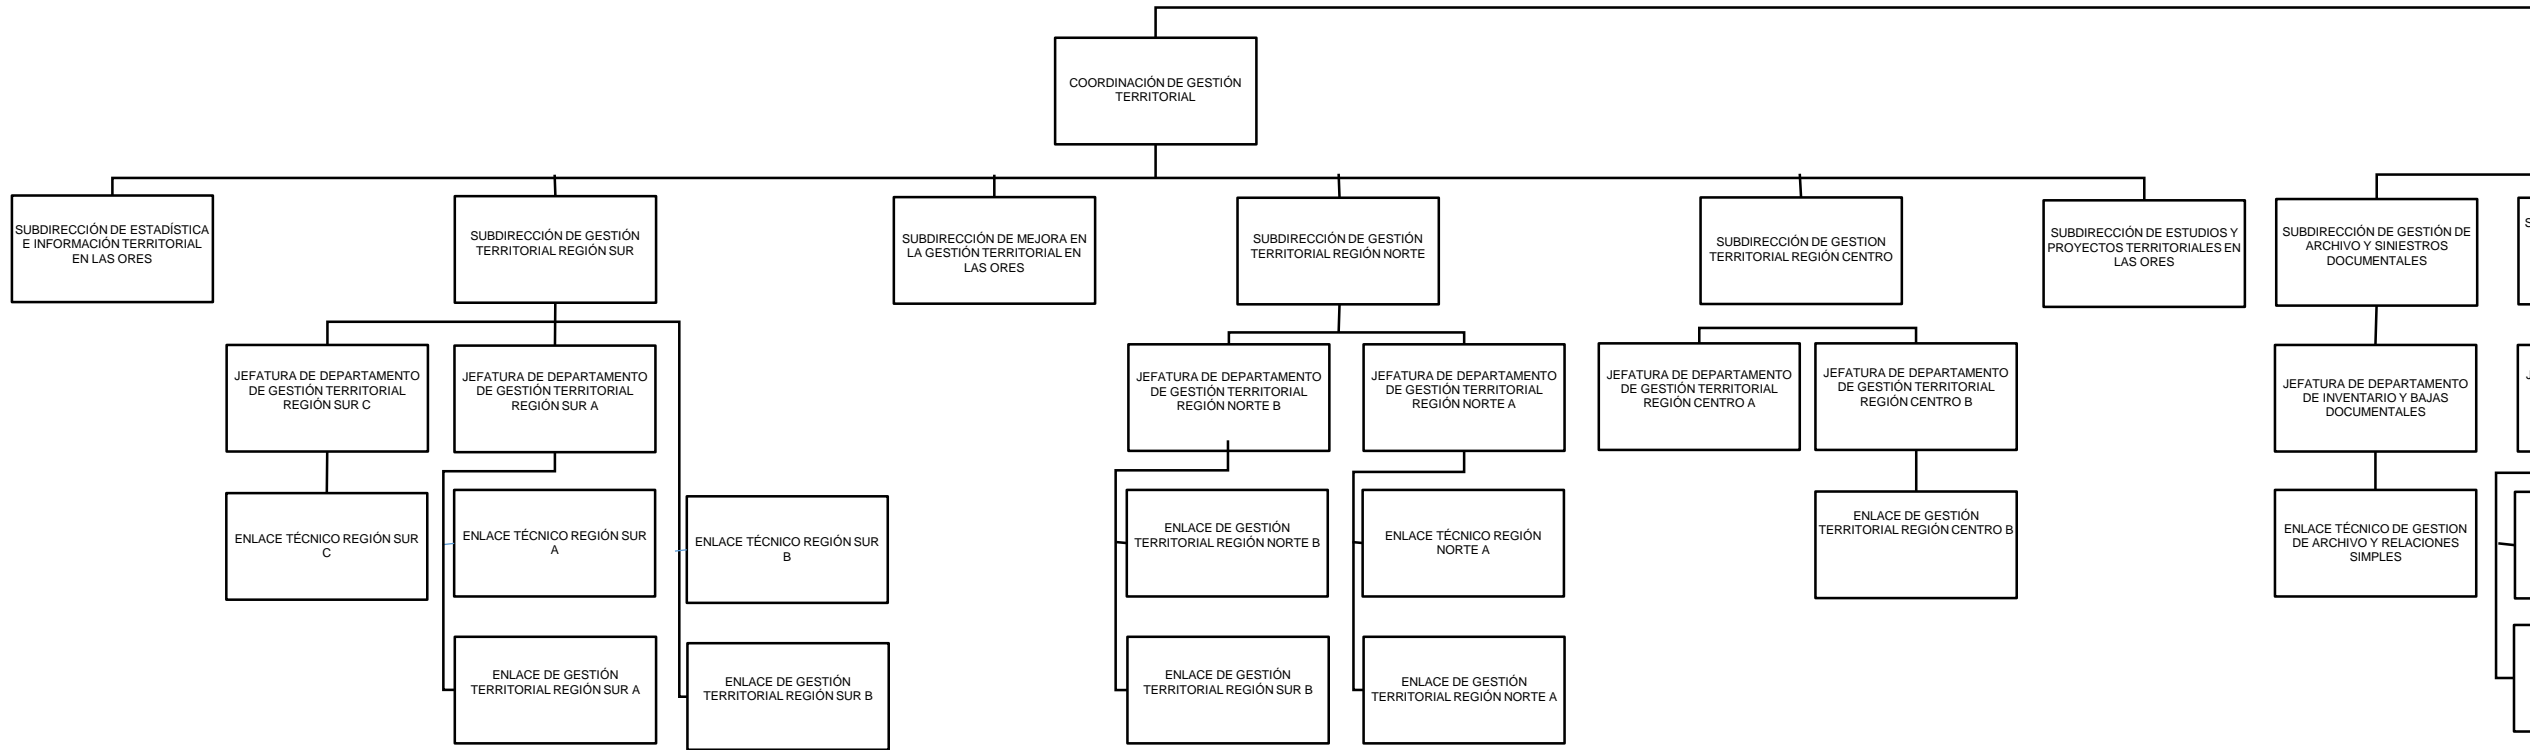 COORDINACIÓN DE GESTIÓN
TERRITORIAL
SUBDIRECCIÓN DE ESTADÍSTICA
E INFORMACIÓN TERRITORIAL
EN LAS ORES
SUBDIRECCIÓN DE GESTIÓN
TERRITORIAL REGIÓN SUR
SUBDIRECCIÓN DE MEJORA EN
LA GESTIÓN TERRITORIAL EN
LAS ORES
SUBDIRECCIÓN DE GESTIÓN
TERRITORIAL REGIÓN NORTE
SUBDIRECCIÓN DE GESTION
TERRITORIAL REGIÓN CENTRO
SUBDIRECCIÓN DE ESTUDIOS Y
PROYECTOS TERRITORIALES EN
LAS ORES
SUBDIRECCIÓN DE GESTIÓN DE
ARCHIVO Y SINIESTROS
DOCUMENTALES
JEFATURA DE DEPARTAMENTO
DE GESTIÓN TERRITORIAL
REGIÓN SUR C
JEFATURA DE DEPARTAMENTO
DE GESTIÓN TERRITORIAL
REGIÓN SUR A
JEFATURA DE DEPARTAMENTO
DE GESTIÓN TERRITORIAL
REGIÓN NORTE B
JEFATURA DE DEPARTAMENTO
DE GESTIÓN TERRITORIAL
REGIÓN NORTE A
JEFATURA DE DEPARTAMENTO
DE GESTIÓN TERRITORIAL
REGIÓN CENTRO A
JEFATURA DE DEPARTAMENTO
DE GESTIÓN TERRITORIAL
REGIÓN CENTRO B
JEFATURA DE DEPARTAMENTO
DE INVENTARIO Y BAJAS
DOCUMENTALES
ENLACE TÉCNICO REGIÓN SUR
C
ENLACE TÉCNICO REGIÓN SUR
A
ENLACE TÉCNICO REGIÓN SUR
B
ENLACE DE GESTIÓN
TERRITORIAL REGIÓN NORTE B
ENLACE TÉCNICO REGIÓN
NORTE A
ENLACE DE GESTIÓN
TERRITORIAL REGIÓN CENTRO B
ENLACE TÉCNICO DE GESTION
DE ARCHIVO Y RELACIONES
SIMPLES
ENLACE DE GESTIÓN
TERRITORIAL REGIÓN SUR A
ENLACE DE GESTIÓN
TERRITORIAL REGIÓN SUR B
ENLACE DE GESTIÓN
TERRITORIAL REGIÓN SUR B
ENLACE DE GESTIÓN
TERRITORIAL REGIÓN NORTE A